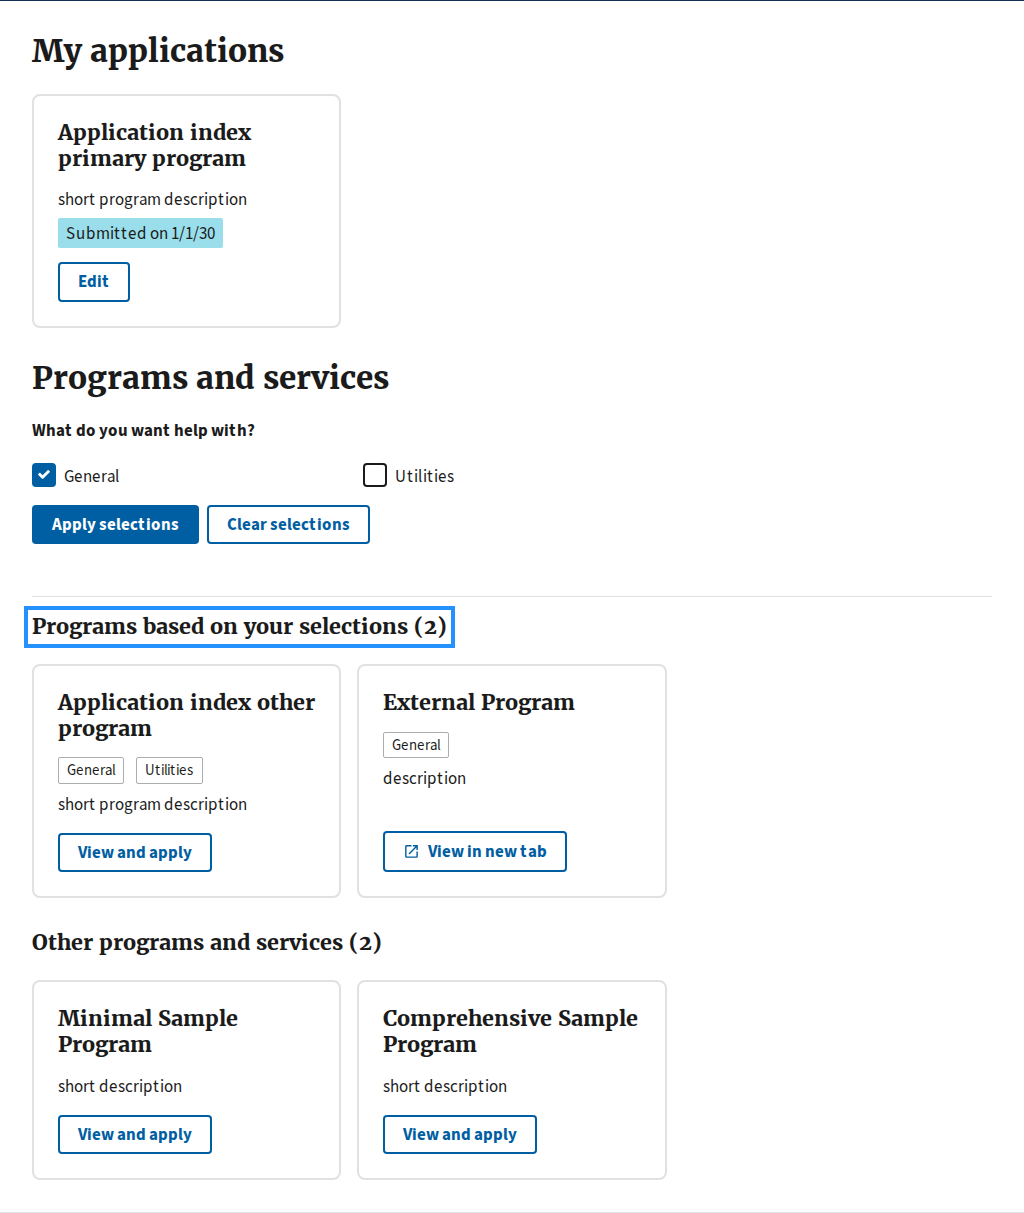 My applications
Application index
primary program
short program description
Submitted on 1/1/30
Edit
Programs and services
What do you want help with?
General
Utilities
Apply selections
Clear selections
Programs based on your selections (2)
Application index other
program
General
Utilities
short program description
View and apply
External Program
General
description
View in new tab
Other programs and services (2)
Minimal Sample
Program
short description
View and apply
Comprehensive Sample
Program
short description
View and apply